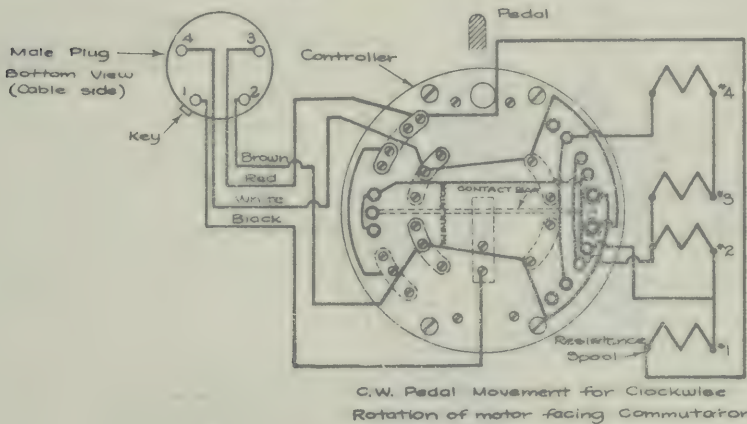 Pedal
4
3
Male Plug
Bottom View
(Cable side)
Controller
1
2
Key
Brown
Red
White
Black
CONTACT BAR
INSULATOR
#4
#3
#2
#1
Resistance
Spool
C.W. Pedal Movement for Clockwise
Rotation of motor facing Commutator